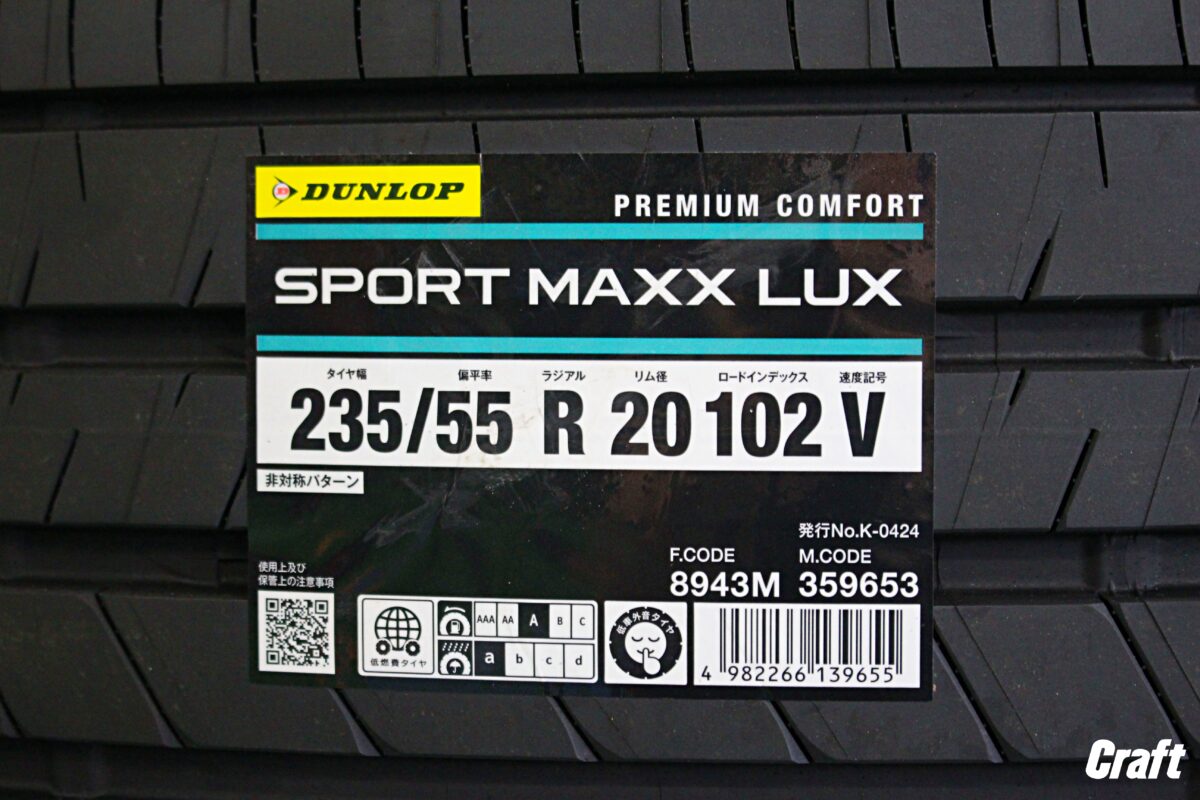 DUNLOP
PREMIUM COMFORT
SPORT MAXX LUX
タイヤ幅 偏平率 ラジアル リム径 ロードインデックス 速度記号
235/55 R 20 102 V
非対称パターン
発行No.K-0424
F.CODE M.CODE
8943M 359653
使用上及び
保管上の注意事項
AAA AA A B C
a b c d
低燃費タイヤ
低車外音タイヤ
4 982266 139655
Craft